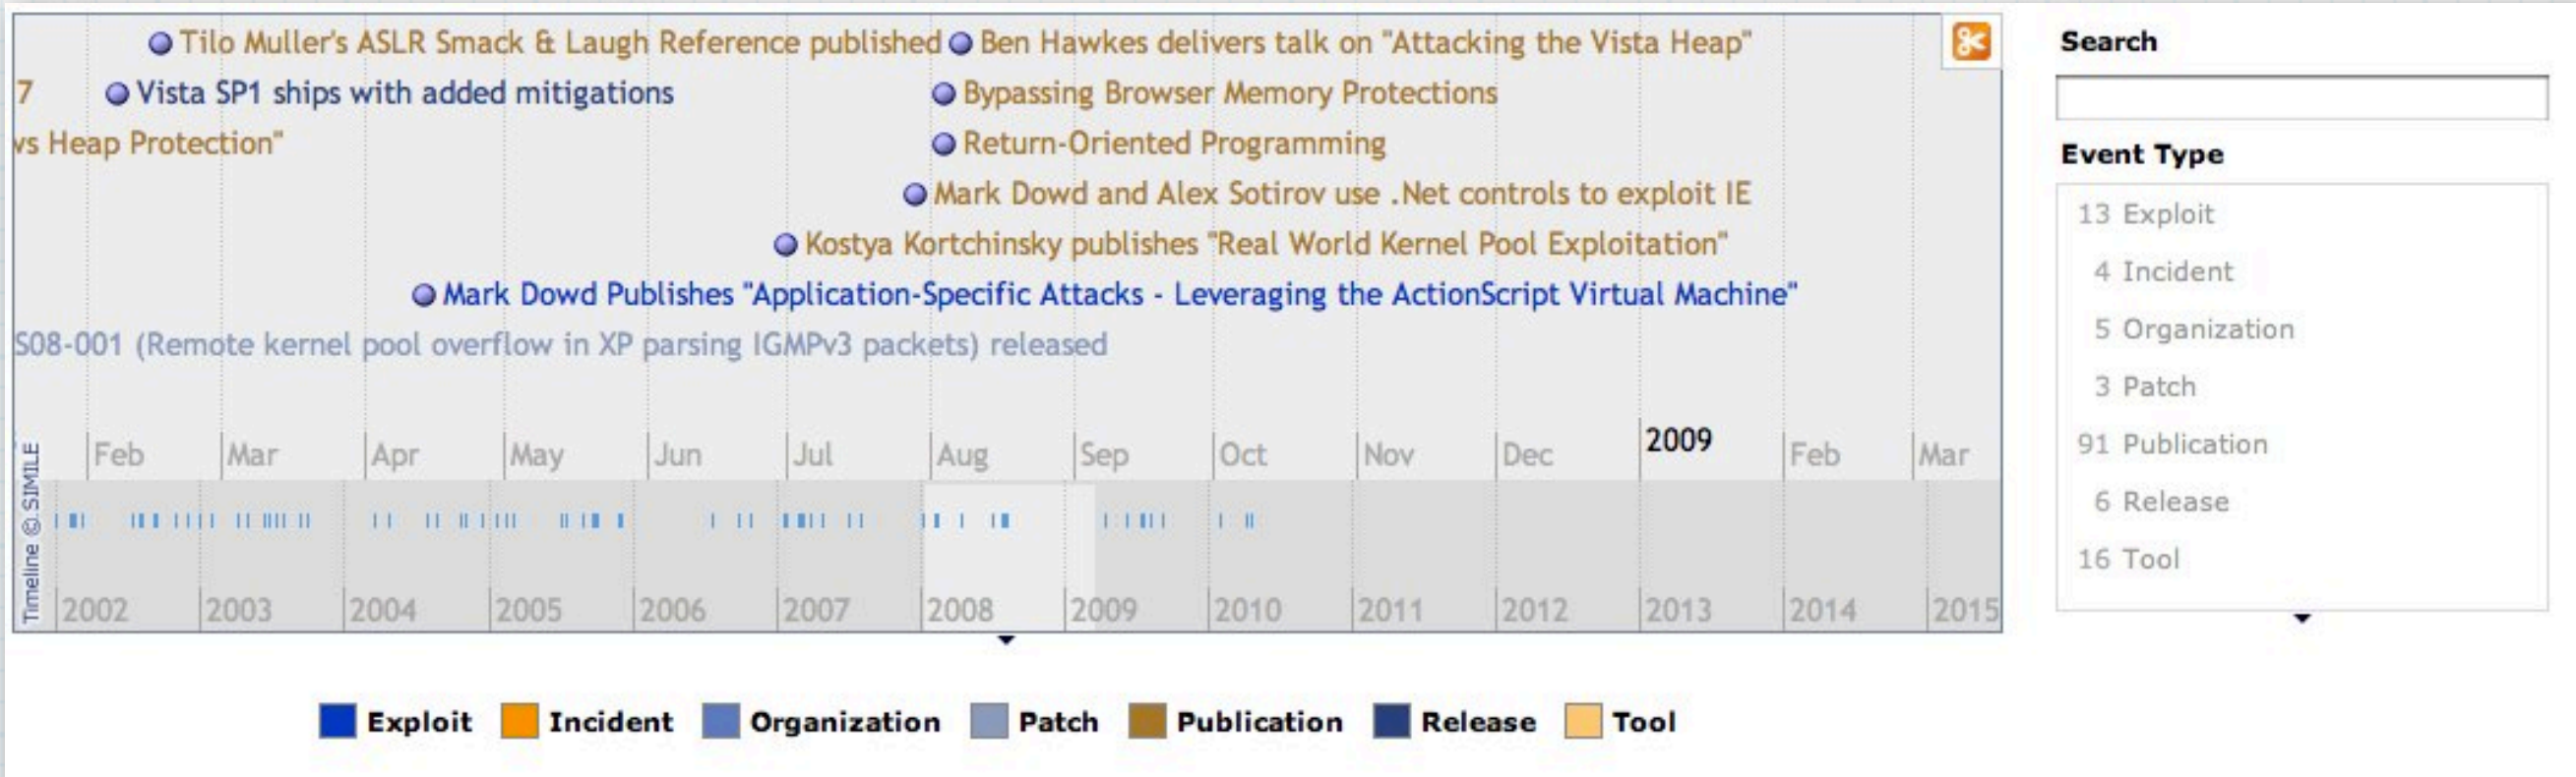 Tilo Muller's ASLR Smack & Laugh Reference published Ben Hawkes delivers talk on "Attacking the Vista Heap"
7 Vista SP1 ships with added mitigations Bypassing Browser Memory Protections
vs Heap Protection" Return-Oriented Programming
Mark Dowd and Alex Sotirov use .Net controls to exploit IE
Kostya Kortchinsky publishes "Real World Kernel Pool Exploitation"
Mark Dowd Publishes "Application-Specific Attacks - Leveraging the ActionScript Virtual Machine"
S08-001 (Remote kernel pool overflow in XP parsing IGMPv3 packets) released
Feb Mar Apr May Jun Jul Aug Sep Oct Nov Dec 2009 Feb Mar
2002 2003 2004 2005 2006 2007 2008 2009 2010 2011 2012 2013 2014 2015
Timeline © SIMILE
Search
Event Type
13 Exploit
4 Incident
5 Organization
3 Patch
91 Publication
6 Release
16 Tool
Exploit Incident Organization Patch Publication Release Tool